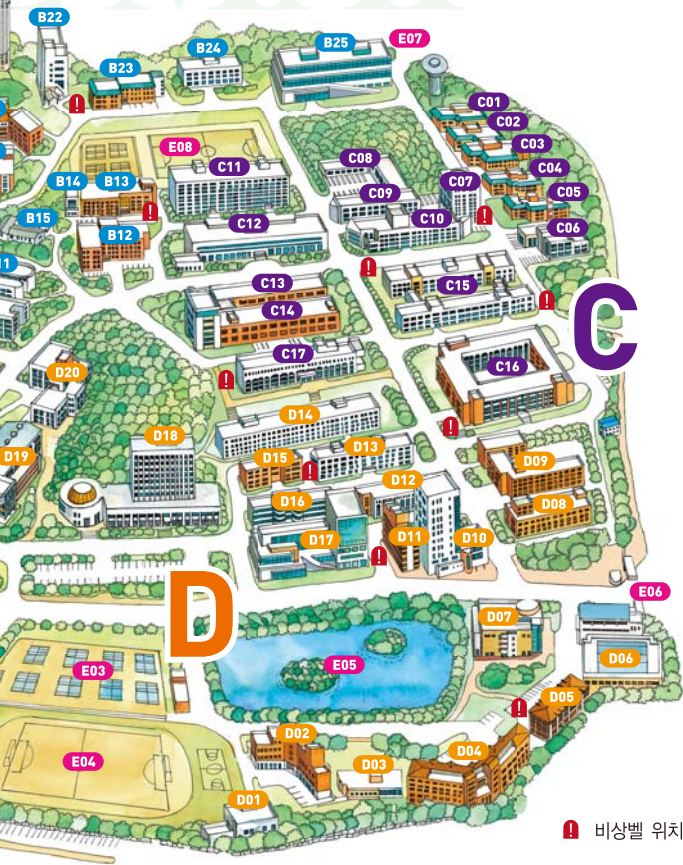 B22
B25
E07
B24
B23
C01
C02
E08
C03
C11
C08
C04
B14
B13
C07
C05
C09
B15
C12
C10
C06
B12
11
C13
C15
C14
C
C17
C16
D20
D14
D18
D13
D19
D15
D09
D12
D16
D08
D17
D11
D10
D
E06
D07
E03
E05
D06
D05
D02
D04
E04
D03
D01
비상벨 위치